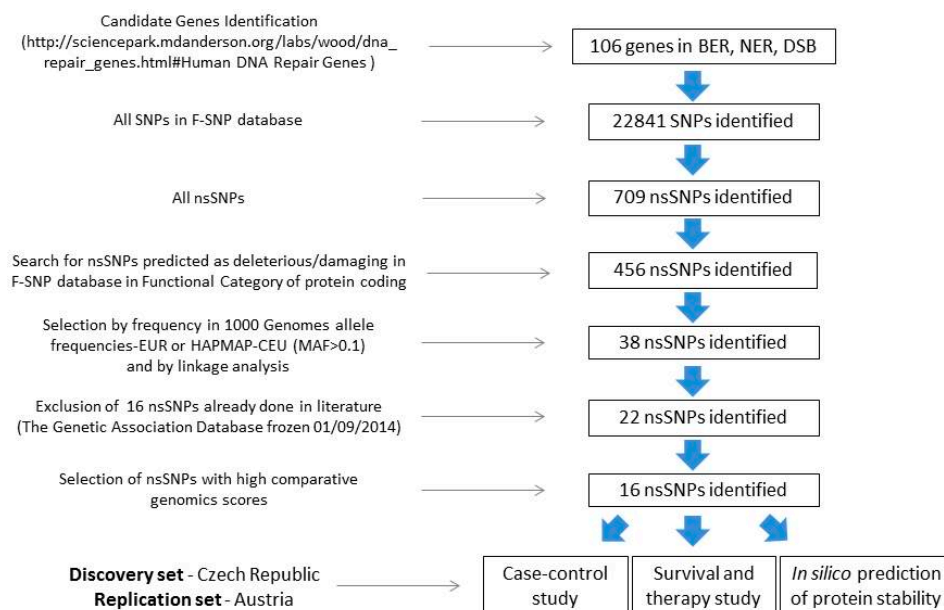 Candidate Genes Identification
(http://sciencepark.mdanderson.org/labs/wood/dna_
repair_genes.html#Human DNA Repair Genes )
106 genes in BER, NER, DSB
All SNPs in F-SNP database
22841 SNPs identified
All nsSNPs
709 nsSNPs identified
Search for nsSNPs predicted as deleterious/damaging in
F-SNP database in Functional Category of protein coding
456 nsSNPs identified
Selection by frequency in 1000 Genomes allele
frequencies-EUR or HAPMAP-CEU (MAF>0.1)
and by linkage analysis
38 nsSNPs identified
Exclusion of 16 nsSNPs already done in literature
(The Genetic Association Database frozen 01/09/2014)
22 nsSNPs identified
Selection of nsSNPs with high comparative
genomics scores
16 nsSNPs identified
Discovery set - Czech Republic
Replication set - Austria
Case-control
study
Survival and
therapy study
In silico prediction
of protein stability